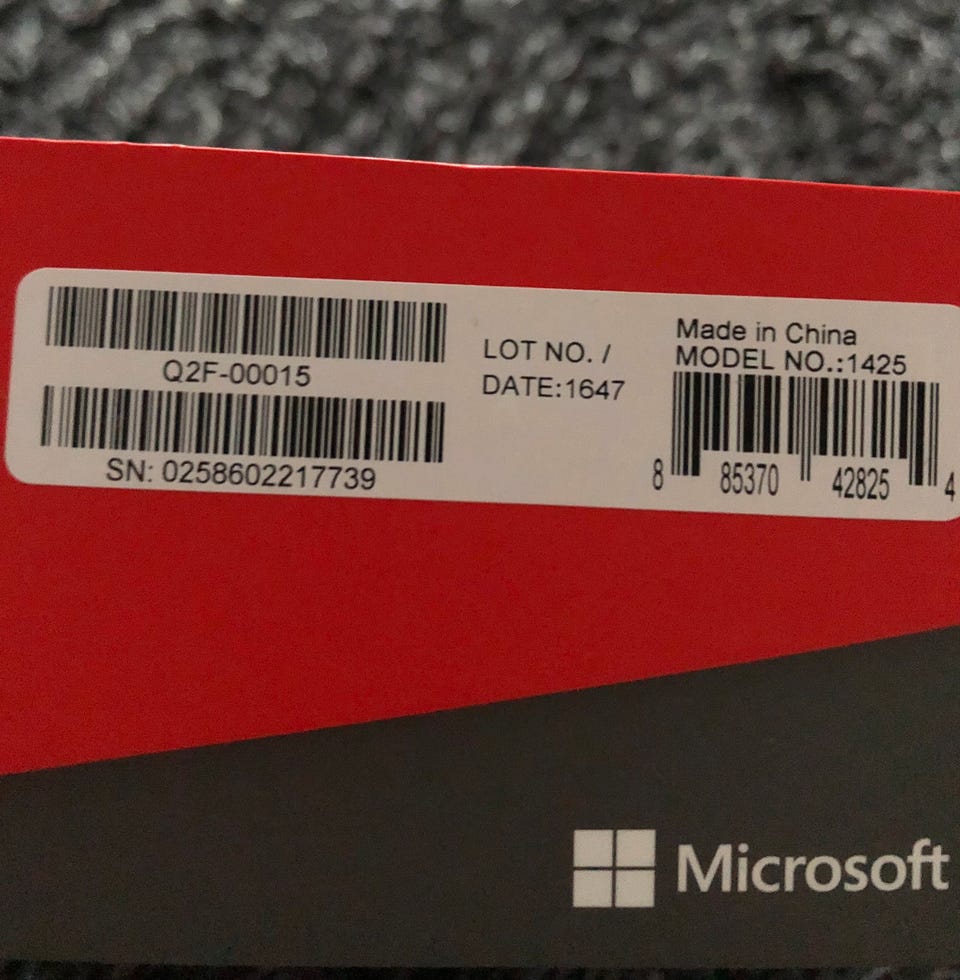 Q2F-00015
SN: 0258602217739
LOT NO. /
DATE:1647
Made in China
MODEL NO.:1425
8 85370 42825 4
Microsoft